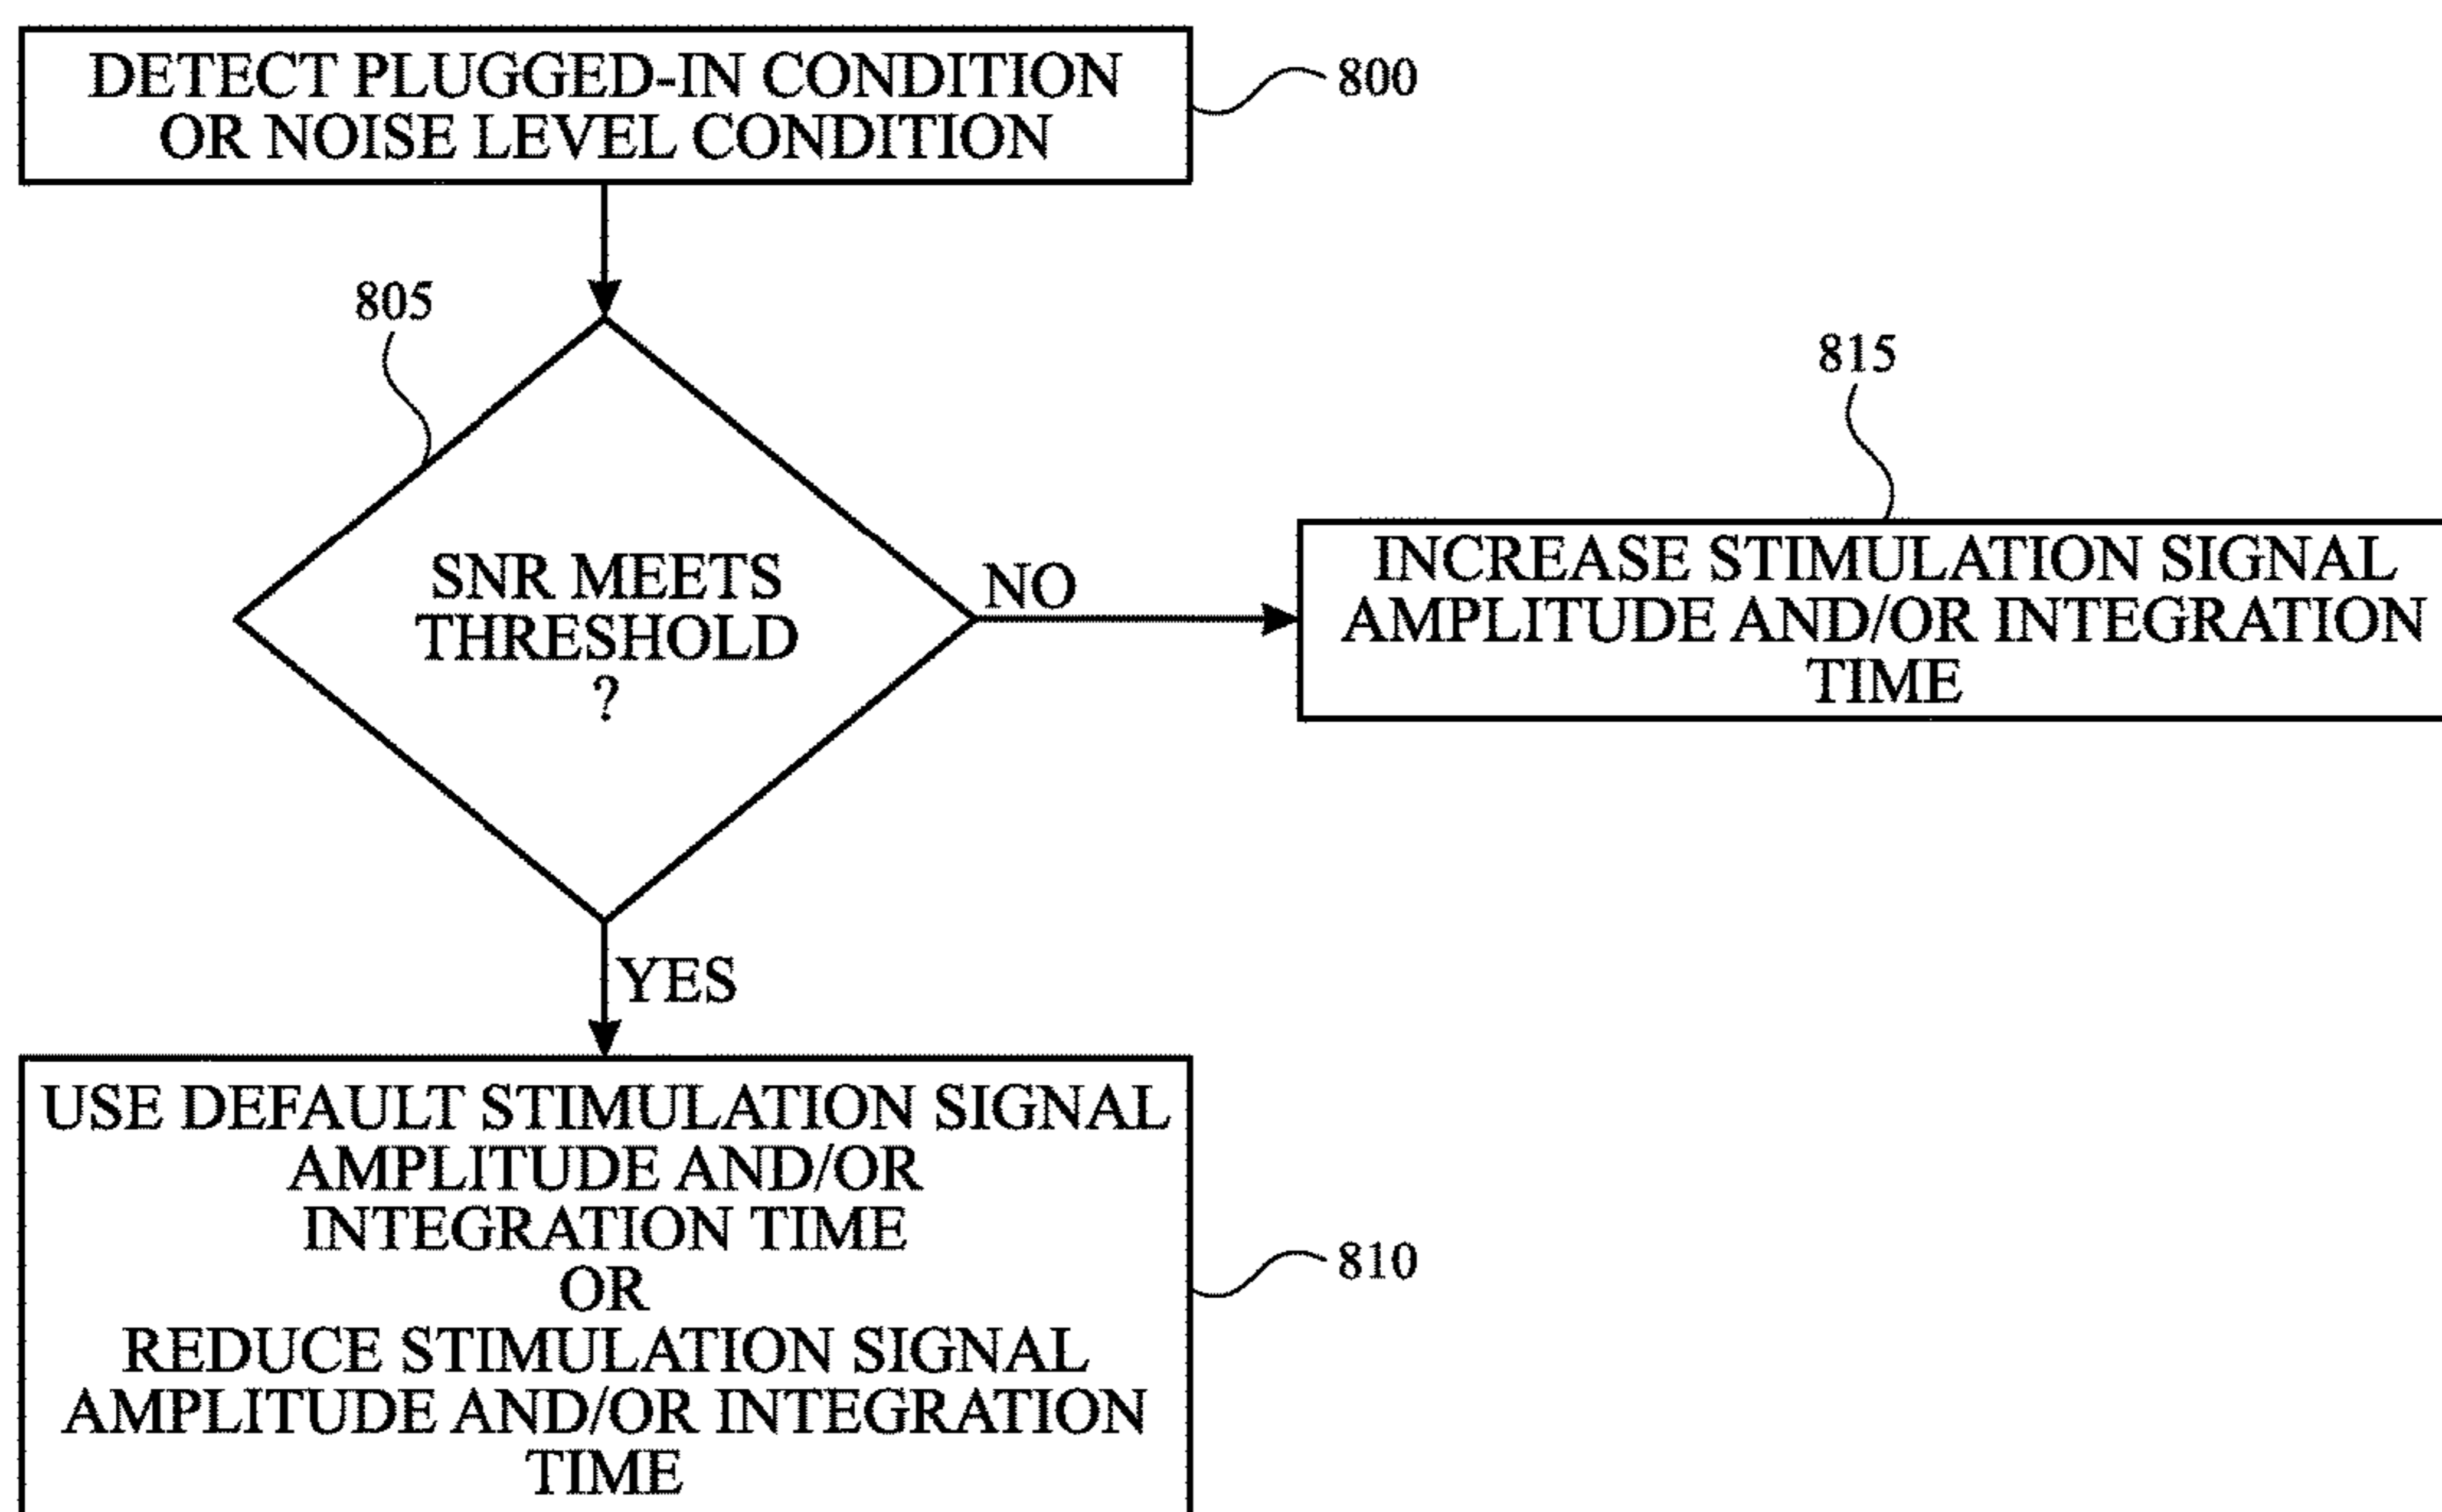 DETECT PLUGGED-IN CONDITION
OR NOISE LEVEL CONDITION
800
805
SNR MEETS
THRESHOLD
?
NO
815
INCREASE STIMULATION SIGNAL
AMPLITUDE AND/OR INTEGRATION
TIME
YES
USE DEFAULT STIMULATION SIGNAL
AMPLITUDE AND/OR
INTEGRATION TIME
OR
REDUCE STIMULATION SIGNAL
AMPLITUDE AND/OR INTEGRATION
TIME
810